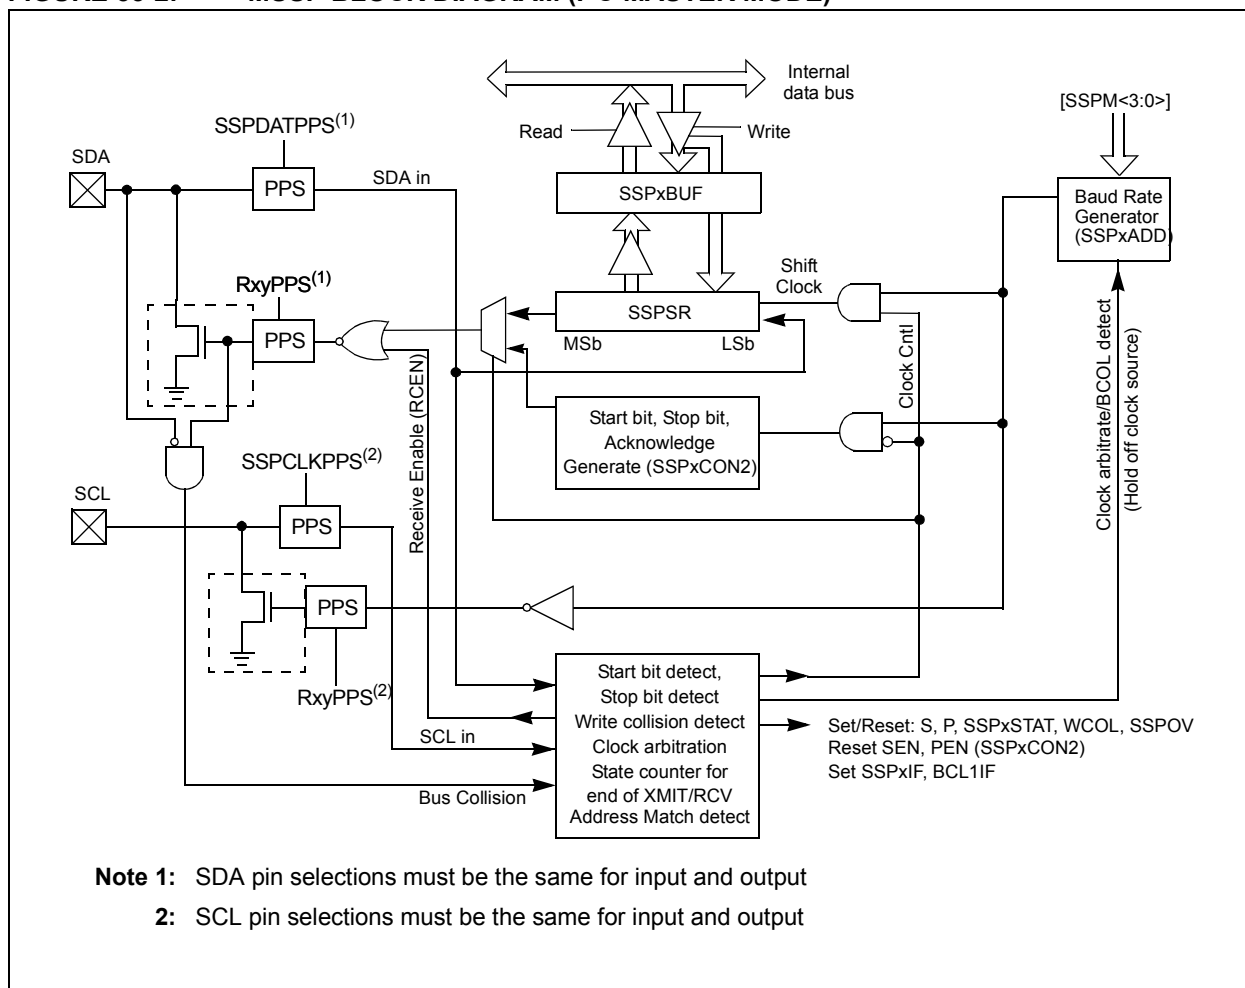 Internal
data bus
[SSPM<3:0>]
SSPDATPPS(1)
Read
Write
SDA
PPS
SDA in
SSPxBUF
Baud Rate
Generator
(SSPxADD)
RxyPPS(1)
Shift
Clock
PPS
SSPSR
MSb
LSb
Clock Cntl
Receive Enable (RCEN)
Clock arbitrate/BCOL detect
(Hold off clock source)
Start bit, Stop bit,
Acknowledge
Generate (SSPxCON2)
SSPCLKPPS(2)
SCL
PPS
PPS
RxyPPS(2)
Start bit detect,
Stop bit detect
Write collision detect
Clock arbitration
State counter for
end of XMIT/RCV
Address Match detect
SCL in
Bus Collision
Set/Reset: S, P, SSPxSTAT, WCOL, SSPOV
Reset SEN, PEN (SSPxCON2)
Set SSPxIF, BCL1IF
Note 1: SDA pin selections must be the same for input and output
2: SCL pin selections must be the same for input and output